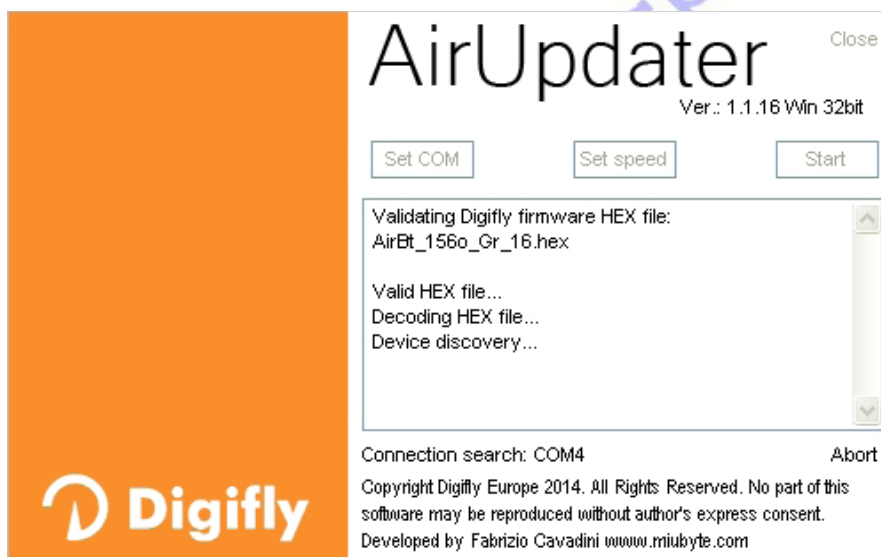 AirUpdater
Close
Ver.: 1.1.16 Win 32bit
Set COM
Set speed
Start
Validating Digifly firmware HEX file:
AirBt_156o_Gr_16.hex
Valid HEX file...
Decoding HEX file...
Device discovery...
Connection search: COM4
Abort
Copyright Digifly Europe 2014. All Rights Reserved. No part of this
software may be reproduced without author's express consent.
Developed by Fabrizio Cavadini www.miubyte.com
Digifly